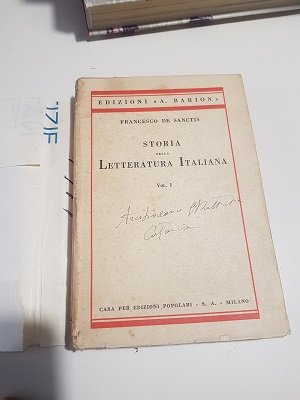 EDIZIONI «A. BARION»
FRANCESCO DE SANCTIS
STORIA
DELLA
LETTERATURA ITALIANA
VOL. I
CASA PER EDIZIONI POPOLARI - S. A. - MILANO